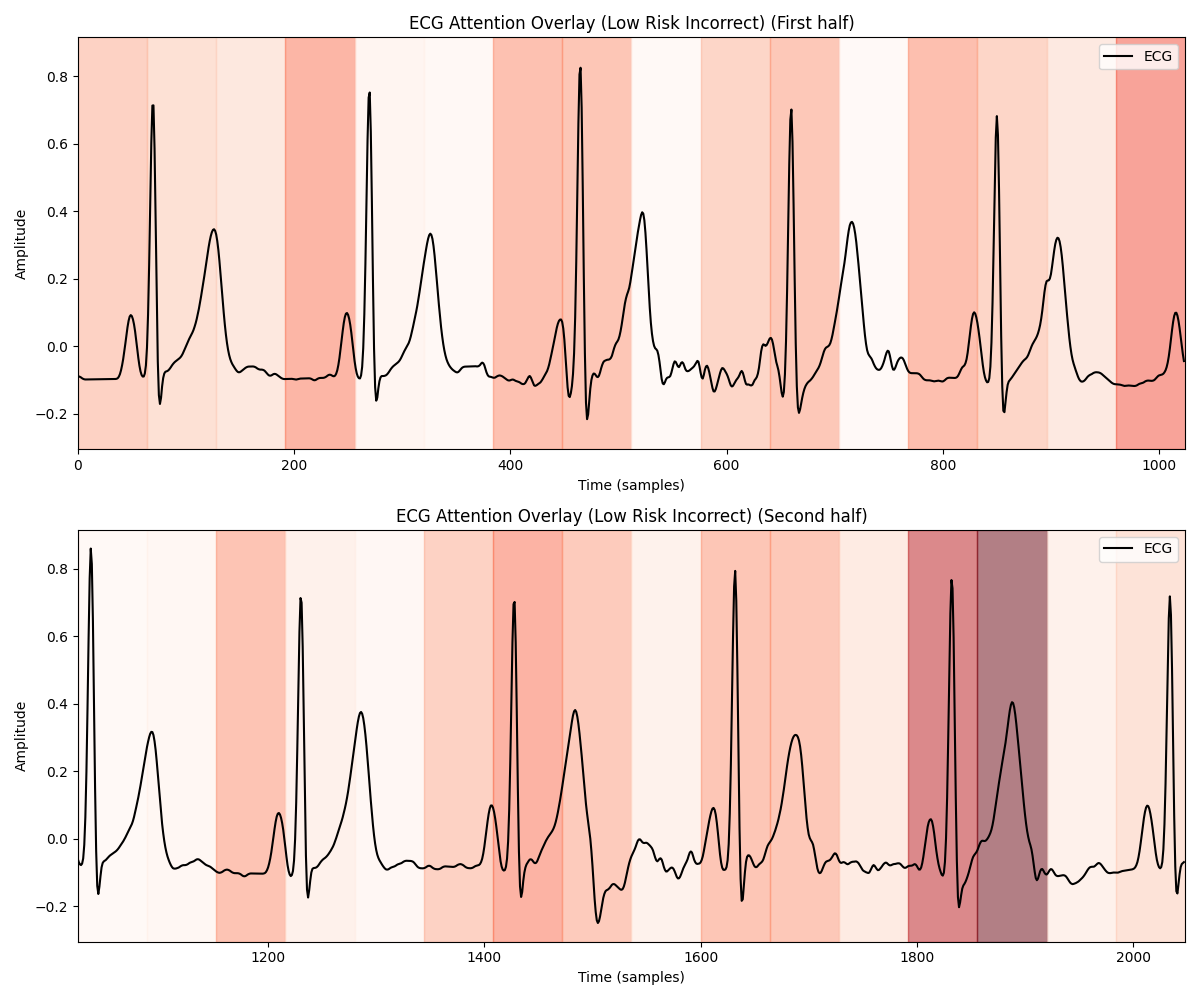 ECG Attention Overlay (Low Risk Incorrect) (First half)
ECG
0.8
0.6
0.4
0.2
0.0
−0.2
Amplitude
0 200 400 600 800 1000
Time (samples)
ECG Attention Overlay (Low Risk Incorrect) (Second half)
ECG
0.8
0.6
0.4
0.2
0.0
−0.2
Amplitude
1200 1400 1600 1800 2000
Time (samples)